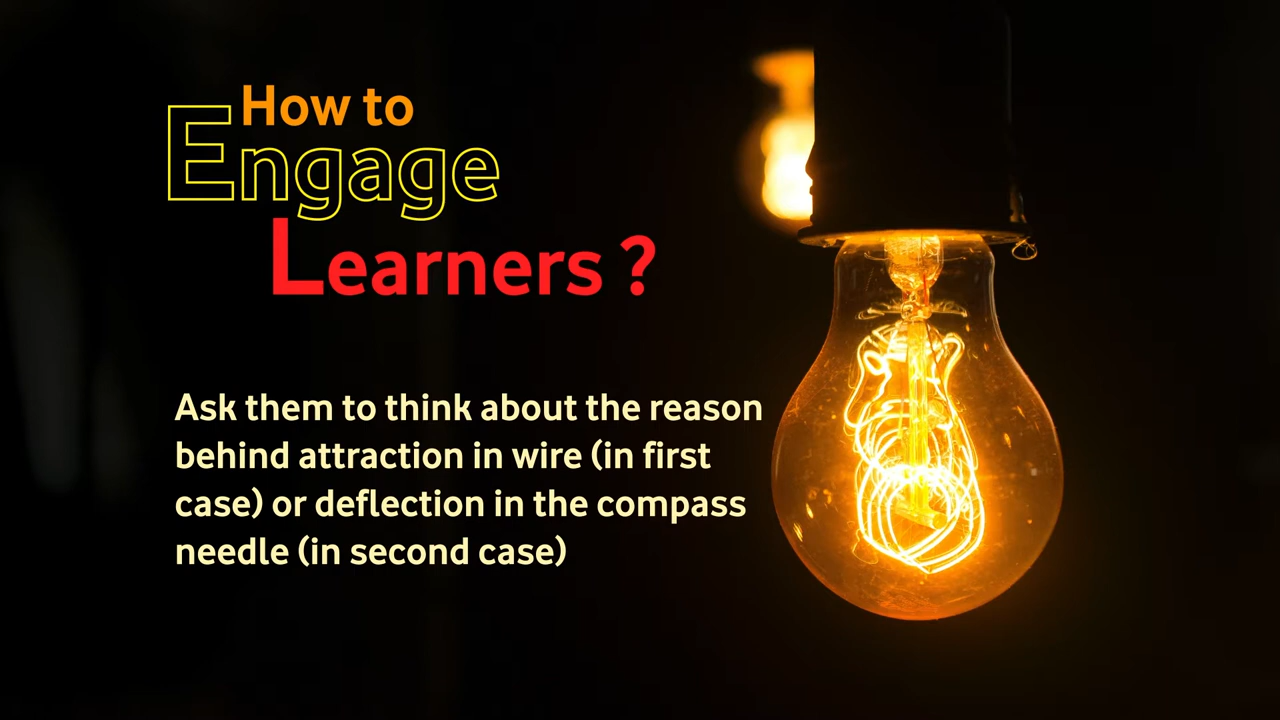 How to
Engage
Learners ?
Ask them to think about the reason
behind attraction in wire (in first
case) or deflection in the compass
needle (in second case)